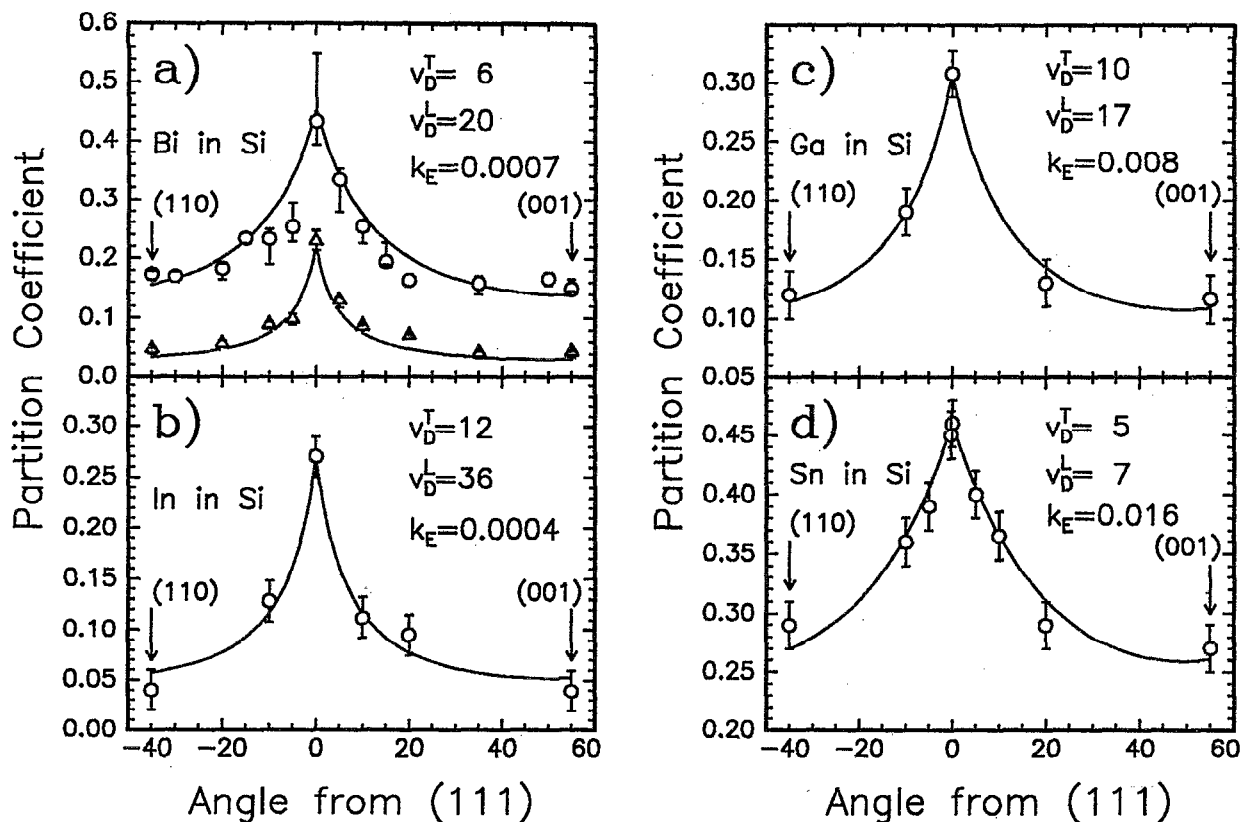 Partition Coefficient
a)
Bi in Si
v_D^T= 6
v_D^L=20
k_E=0.0007
(110)
(001)
0.6
0.5
0.4
0.3
0.2
0.1
0.0
b)
In in Si
v_D^T=12
v_D^L=36
k_E=0.0004
(110)
(001)
0.30
0.25
0.20
0.15
0.10
0.05
0.00
−40 −20 0 20 40 60
Angle from (111)
Partition Coefficient
c)
Ga in Si
v_D^T=10
v_D^L=17
k_E=0.008
(110)
(001)
0.30
0.25
0.20
0.15
0.10
0.05
d)
Sn in Si
v_D^T= 5
v_D^L= 7
k_E=0.016
(110)
(001)
0.45
0.40
0.35
0.30
0.25
0.20
−40 −20 0 20 40 60
Angle from (111)